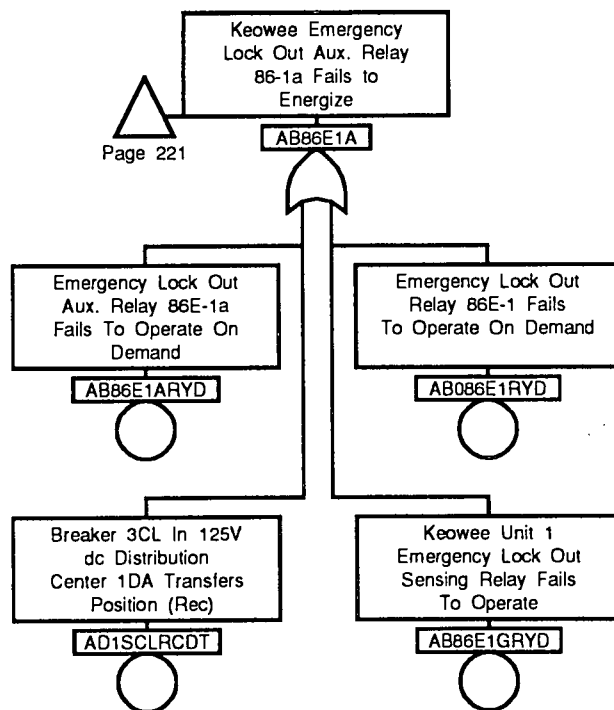 Keowee Emergency
Lock Out Aux. Relay
86-1a Fails to
Energize
Page 221
AB86E1A
Emergency Lock Out
Aux. Relay 86E-1a
Fails To Operate On
Demand
AB86E1ARYD
Emergency Lock Out
Relay 86E-1 Fails
To Operate On Demand
AB086E1RYD
Breaker 3CL In 125V
dc Distribution
Center 1DA Transfers
Position (Rec)
AD1SCLRCDT
Keowee Unit 1
Emergency Lock Out
Sensing Relay Fails
To Operate
AB86E1GRYD